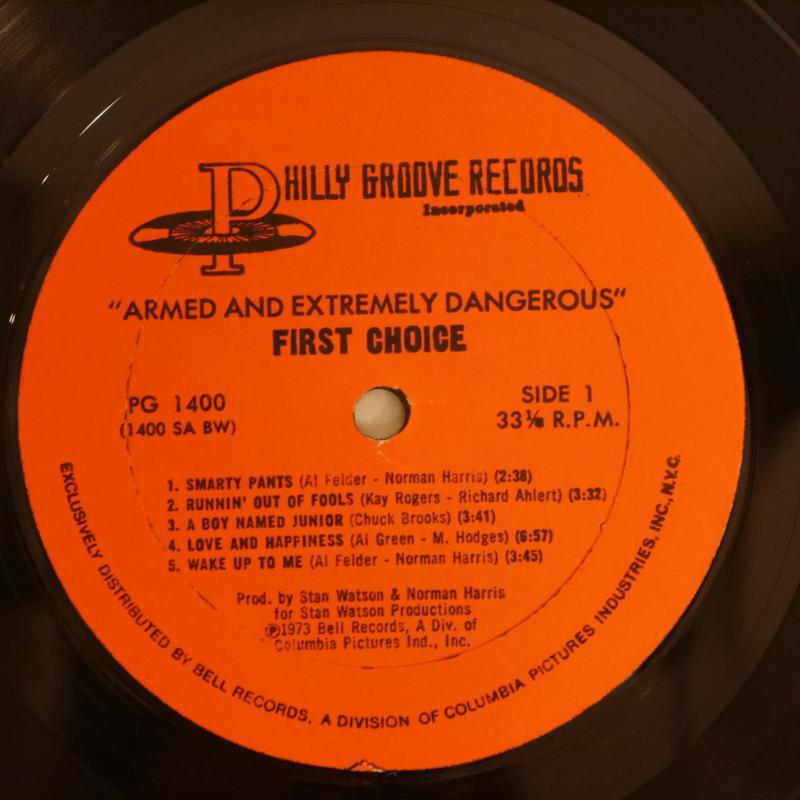 PHILLY GROOVE RECORDS
Incorporated
"ARMED AND EXTREMELY DANGEROUS"
FIRST CHOICE
PG 1400
(1400 SA BW)
SIDE 1
33⅓ R.P.M.
1. SMARTY PANTS (Al Felder - Norman Harris) (2:38)
2. RUNNIN' OUT OF FOOLS (Kay Rogers - Richard Ahlert) (3:32)
3. A BOY NAMED JUNIOR (Chuck Brooks) (3:41)
4. LOVE AND HAPPINESS (Al Green - M. Hodges) (6:57)
5. WAKE UP TO ME (Al Felder - Norman Harris) (3:45)
Prod. by Stan Watson & Norman Harris
for Stan Watson Productions
℗1973 Bell Records, A Div. of
Columbia Pictures Ind., Inc.
EXCLUSIVELY DISTRIBUTED BY BELL RECORDS, A DIVISION OF COLUMBIA PICTURES INDUSTRIES, INC., N.Y.C.